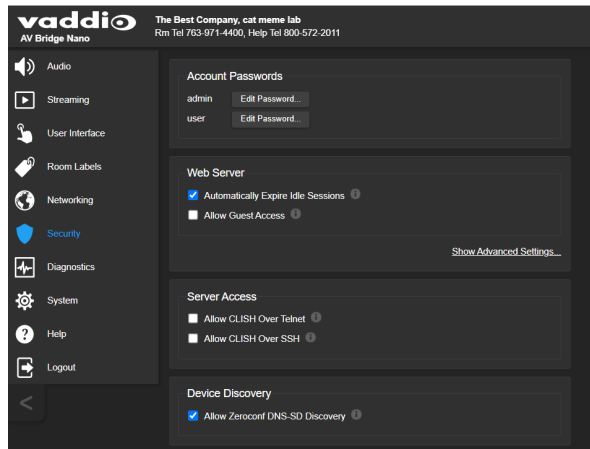 vaddio
AV Bridge Nano
The Best Company, cat meme lab
Rm Tel 763-971-4400, Help Tel 800-572-2011
Audio
Streaming
User Interface
Room Labels
Networking
Security
Diagnostics
System
Help
Logout
Account Passwords
admin Edit Password...
user Edit Password...
Web Server
Automatically Expire Idle Sessions
Allow Guest Access
Show Advanced Settings...
Server Access
Allow CLISH Over Telnet
Allow CLISH Over SSH
Device Discovery
Allow Zeroconf DNS-SD Discovery